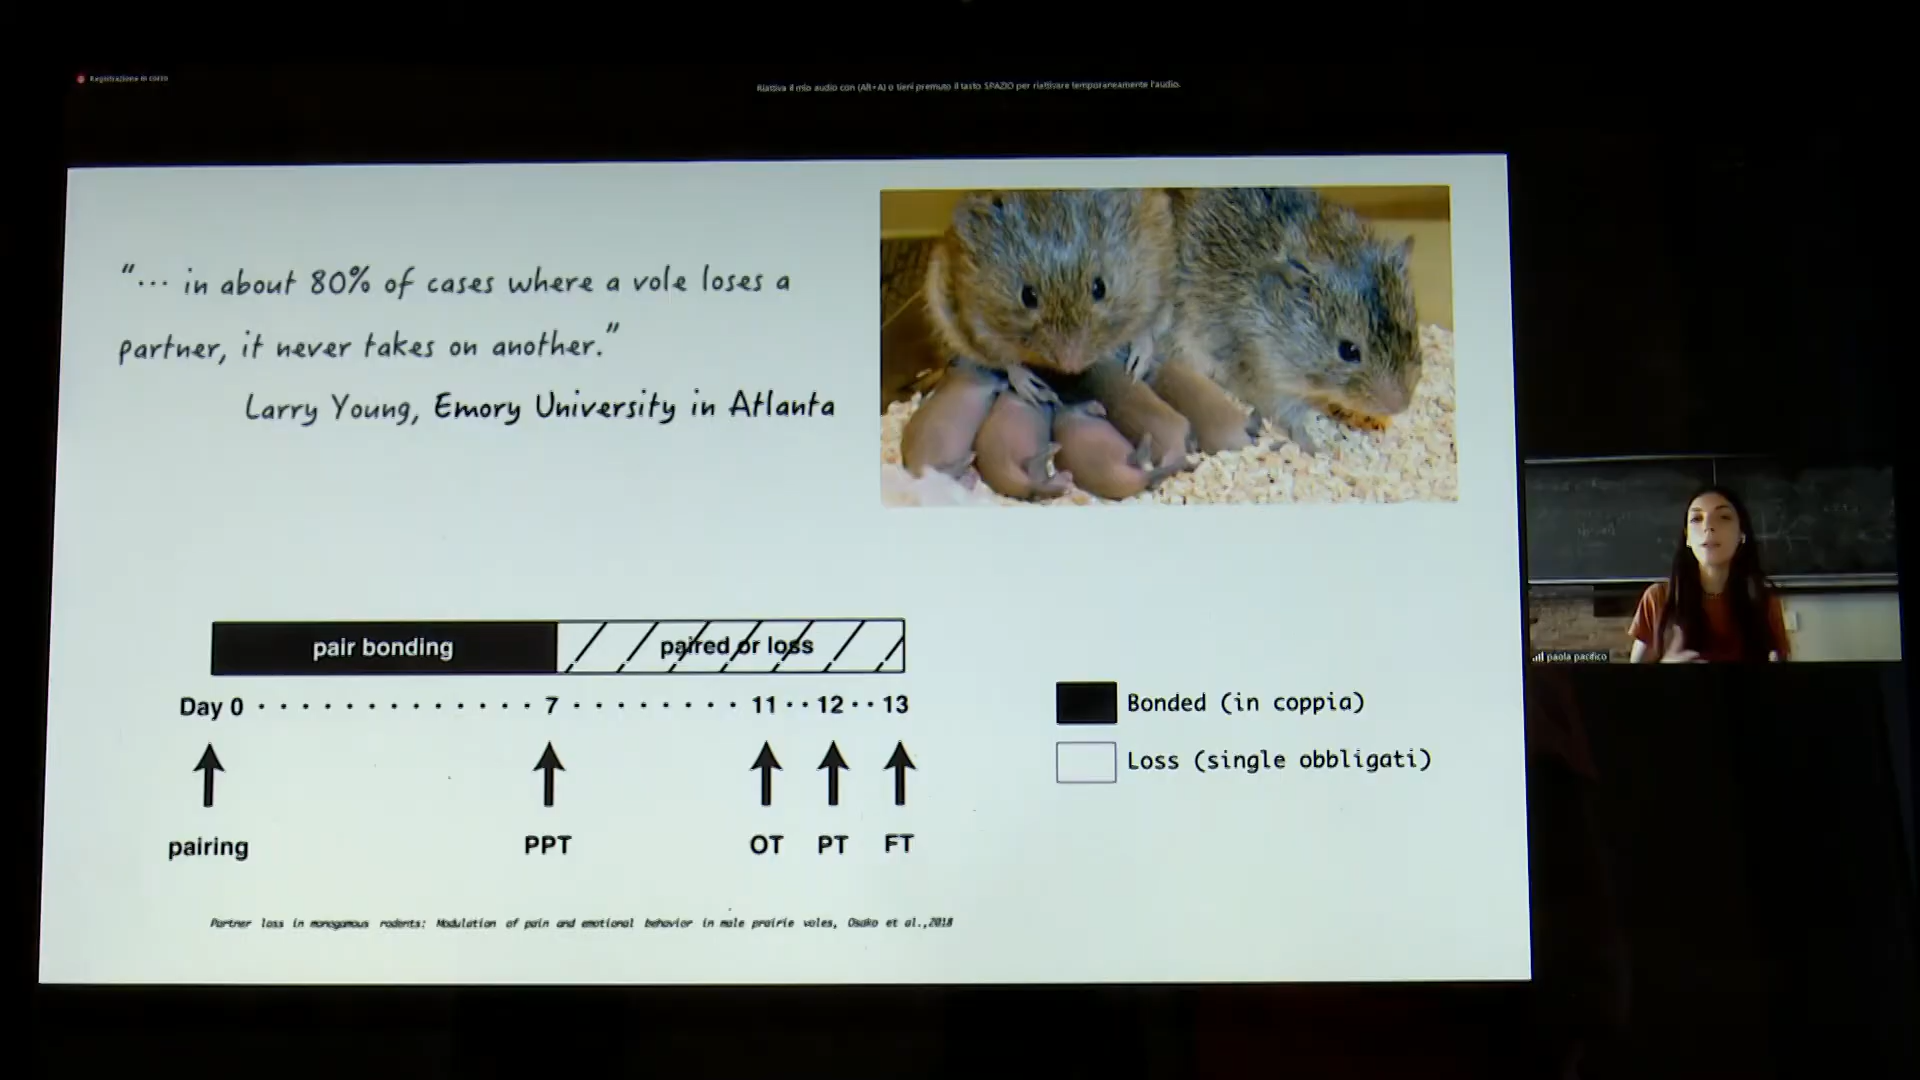 Registrazione in corso
Riattiva il mio audio con (Alt+A) o tieni premuto il tasto SPAZIO per riattivare temporaneamente l'audio.
“... in about 80% of cases where a vole loses a
partner, it never takes on another.”
Larry Young, Emory University in Atlanta
pair bonding
paired or loss
Day 0 7 11 12 13
pairing PPT OT PT FT
Bonded (in coppia)
Loss (single obbligati)
Partner loss in monogamous rodents: Modulation of pain and emotional behavior in male prairie voles, Osako et al.,2018
paola pacifico